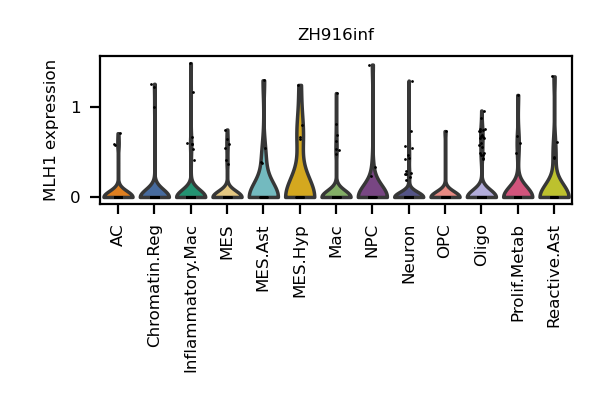 ZH916inf
MLH1 expression
1
0
AC
Chromatin.Reg
Inflammatory.Mac
MES
MES.Ast
MES.Hyp
Mac
NPC
Neuron
OPC
Oligo
Prolif.Metab
Reactive.Ast